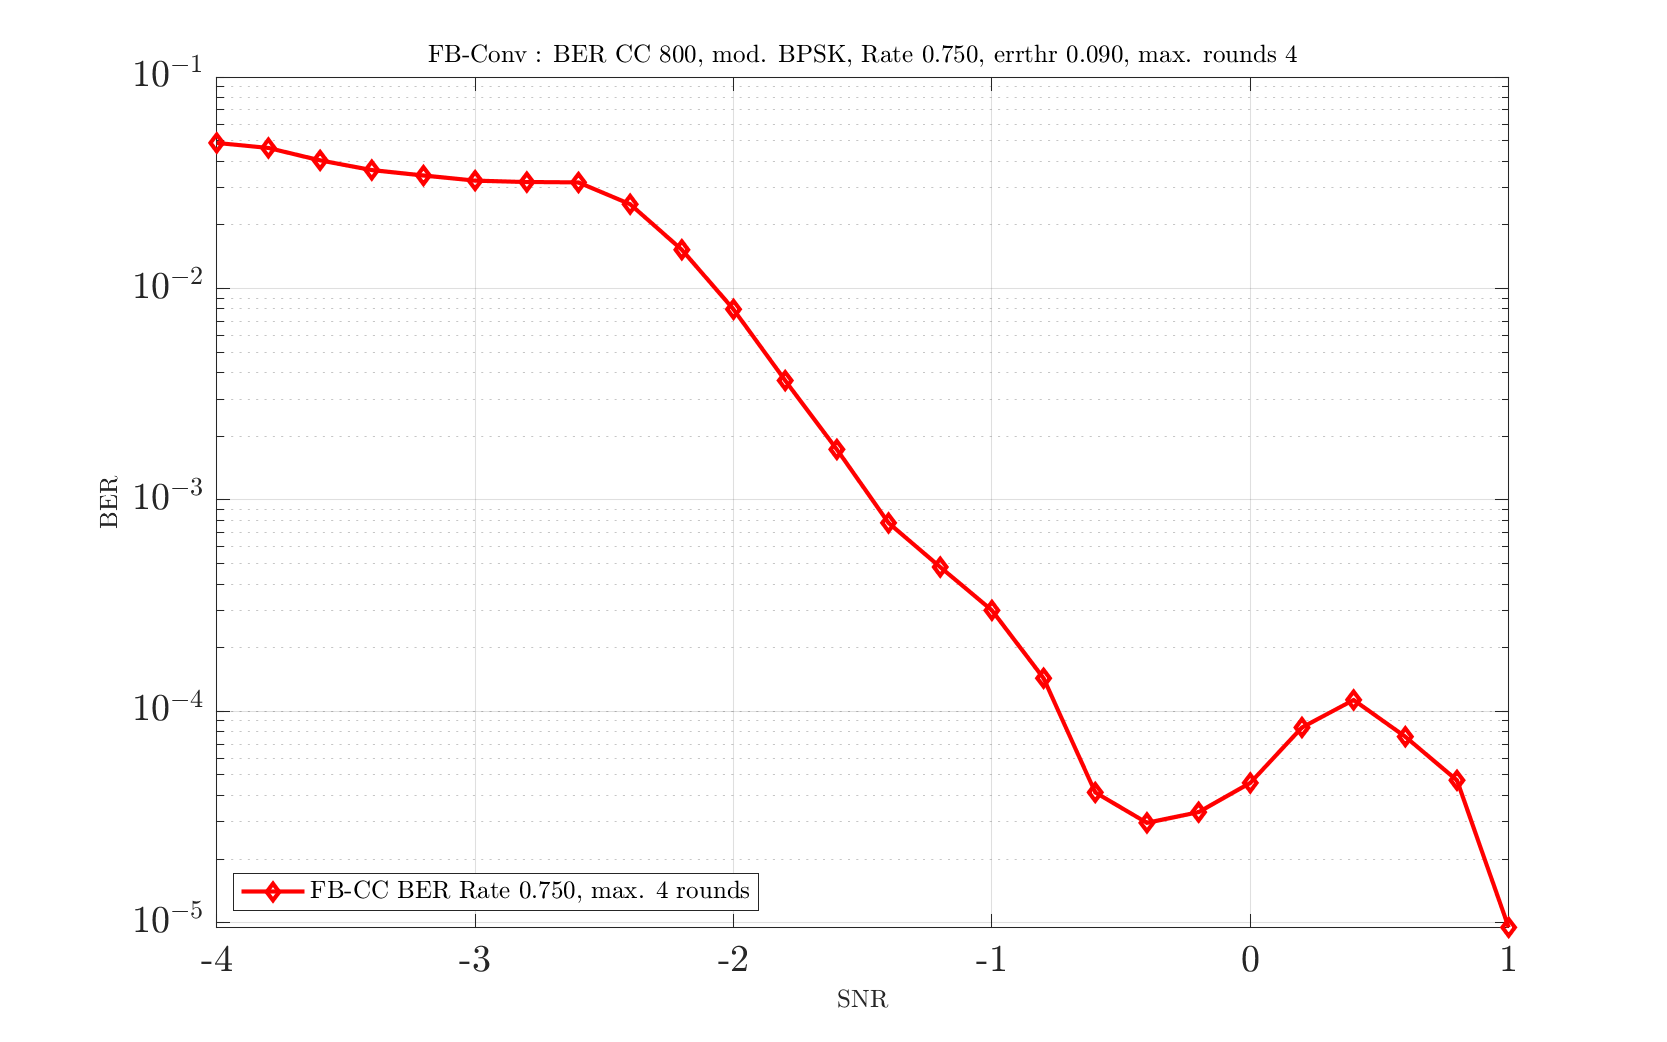 FB-Conv : BER CC 800, mod. BPSK, Rate 0.750, errthr 0.090, max. rounds 4
10⁻¹
10⁻²
10⁻³
10⁻⁴
10⁻⁵
BER
FB-CC BER Rate 0.750, max. 4 rounds
-4 -3 -2 -1 0 1
SNR